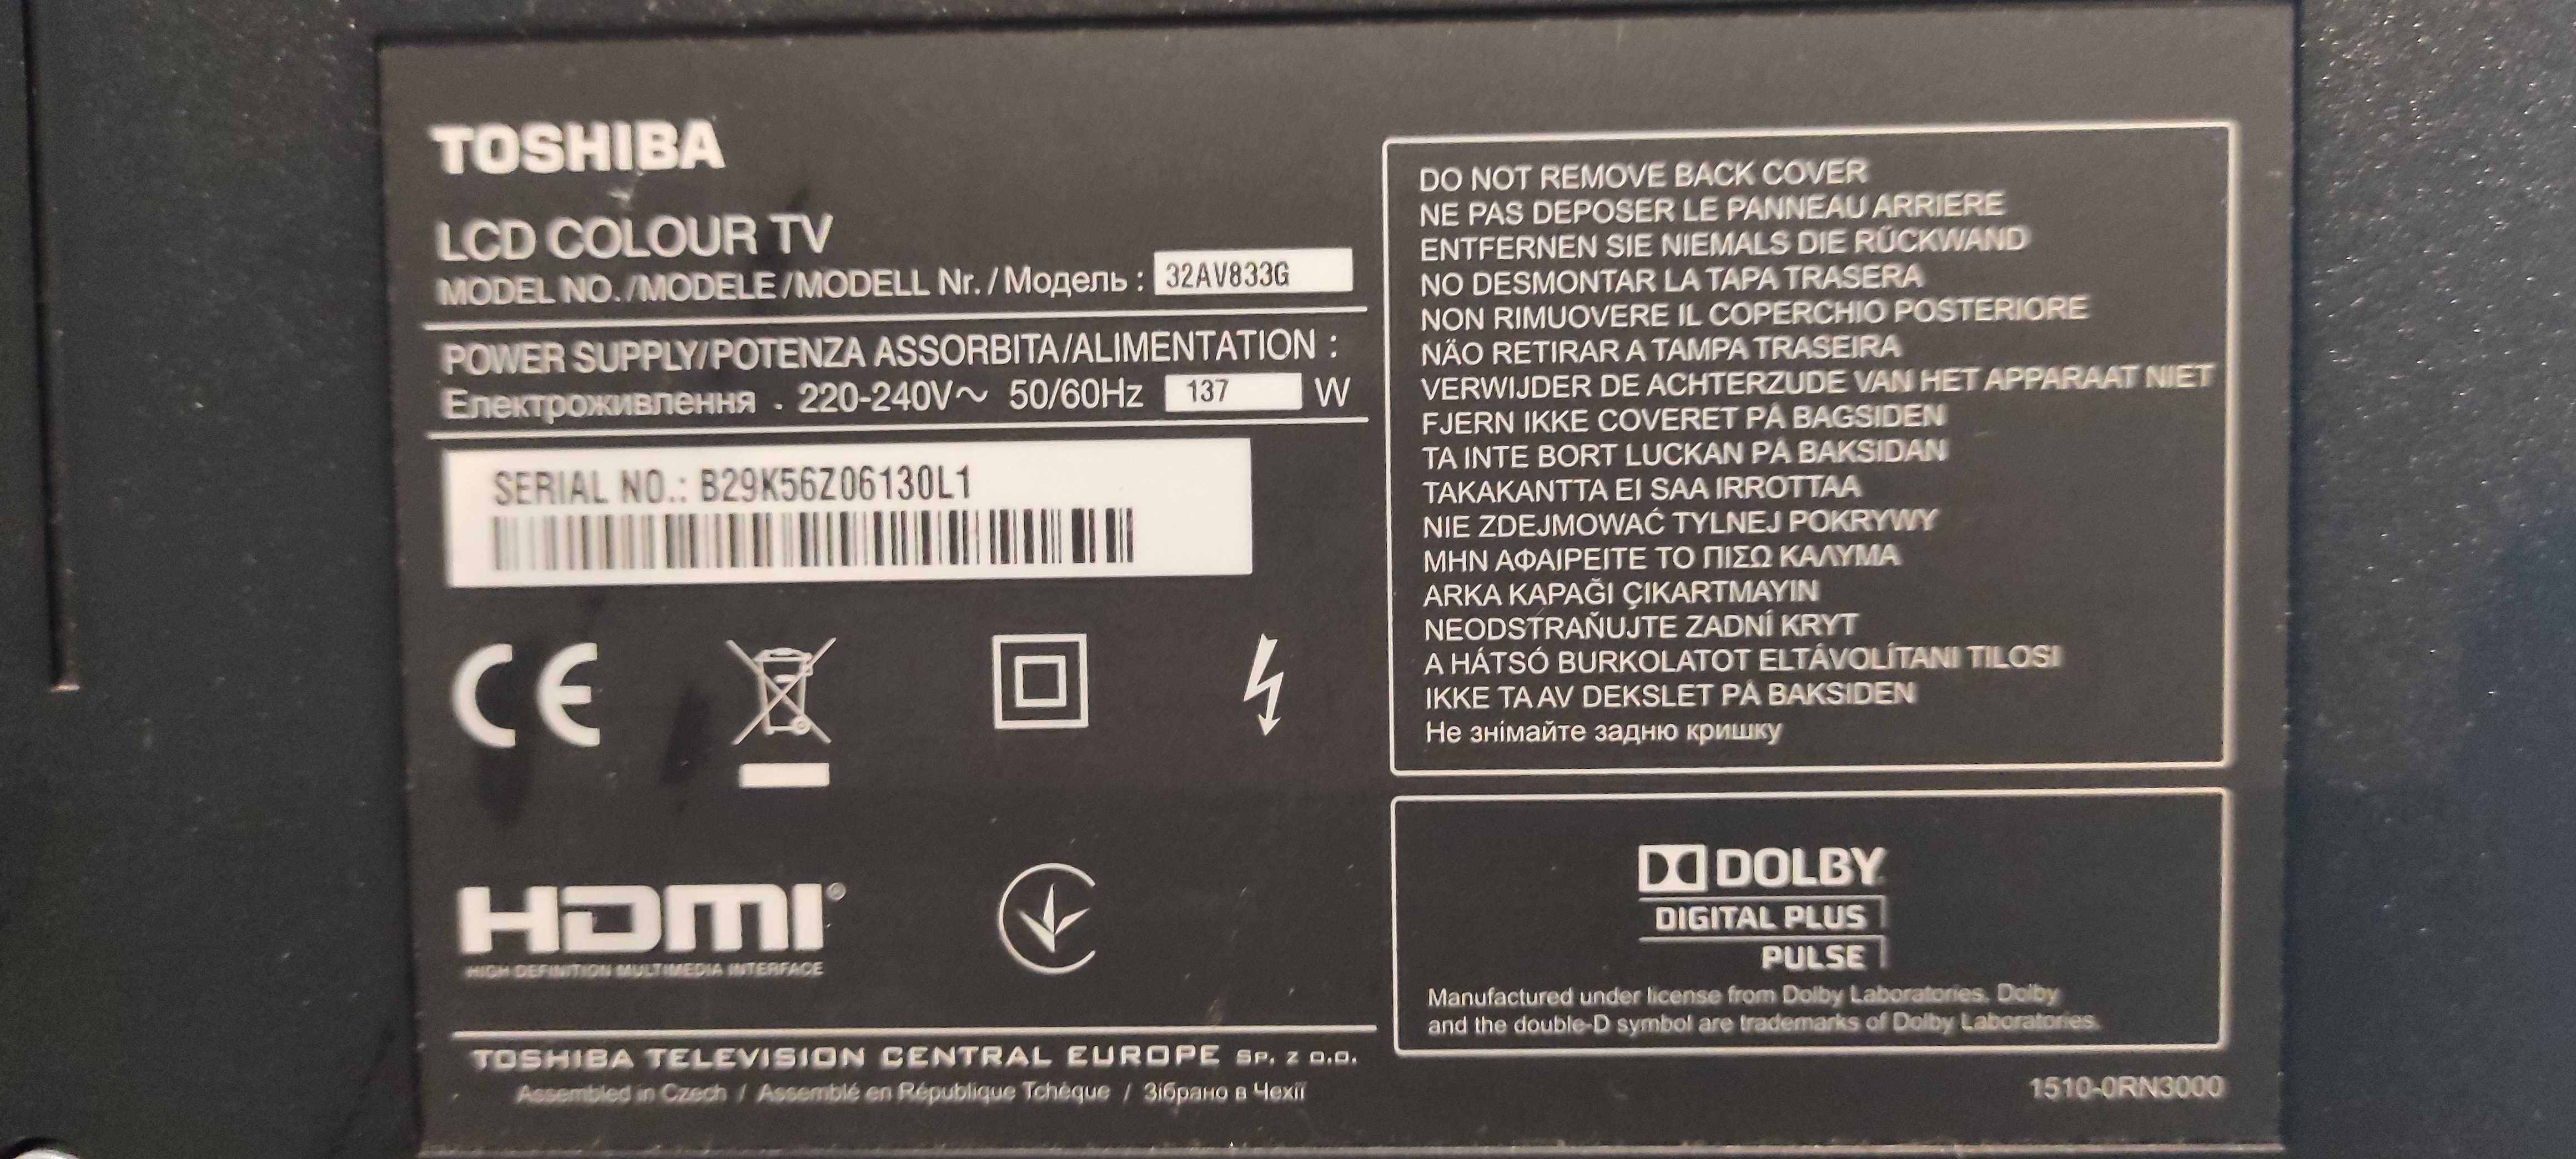 TOSHIBA
LCD COLOUR TV
MODEL NO./MODELE/MODELL Nr./Модель : 32AV833G
POWER SUPPLY/POTENZA ASSORBITA/ALIMENTATION :
Електроживлення . 220-240V~ 50/60Hz 137 W
SERIAL NO.: B29K56Z06130L1
CE
HDMI®
HIGH DEFINITION MULTIMEDIA INTERFACE
TOSHIBA TELEVISION CENTRAL EUROPE Sp. z o.o.
Assembled in Czech / Assemblé en République Tchèque / Зібрано в Чехії
DO NOT REMOVE BACK COVER
NE PAS DEPOSER LE PANNEAU ARRIERE
ENTFERNEN SIE NIEMALS DIE RÜCKWAND
NO DESMONTAR LA TAPA TRASERA
NON RIMUOVERE IL COPERCHIO POSTERIORE
NÄO RETIRAR A TAMPA TRASEIRA
VERWIJDER DE ACHTERZUDE VAN HET APPARAAT NIET
FJERN IKKE COVERET PÅ BAGSIDEN
TA INTE BORT LUCKAN PÅ BAKSIDAN
TAKAKANTTA EI SAA IRROTTAA
NIE ZDEJMOWAĆ TYLNEJ POKRYWY
ΜΗΝ ΑΦΑΙΡΕΙΤΕ ΤΟ ΠΙΣΩ ΚΑΛΥΜΑ
ARKA KAPAĞI ÇIKARTMAYIN
NEODSTRAŇUJTE ZADNÍ KRYT
A HÁTSÓ BURKOLATOT ELTÁVOLÍTANI TILOSI
IKKE TA AV DEKSLET PÅ BAKSIDEN
Не знімайте задню кришку
DOLBY
DIGITAL PLUS
PULSE
Manufactured under license from Dolby Laboratories. Dolby
and the double-D symbol are trademarks of Dolby Laboratories.
1510-0RN3000